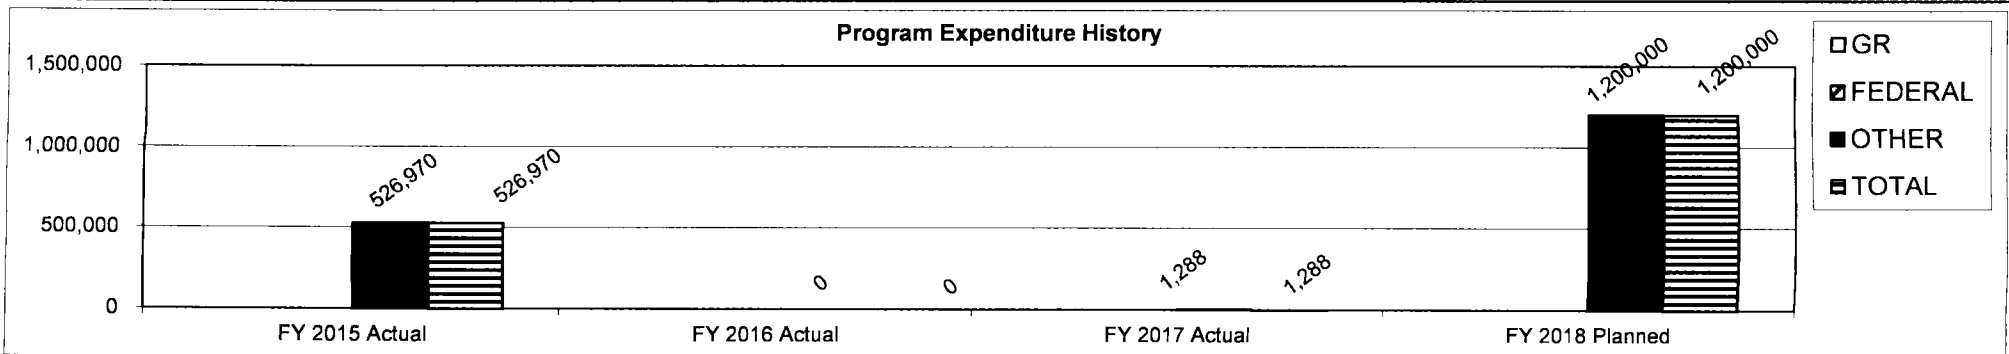 Program Expenditure History
1,500,000
1,000,000
500,000
0
526,970
526,970
0
0
1,288
1,288
1,200,000
1,200,000
FY 2015 Actual
FY 2016 Actual
FY 2017 Actual
FY 2018 Planned
GR
FEDERAL
OTHER
TOTAL